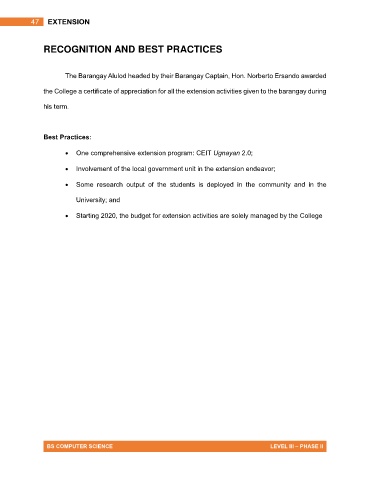 47 EXTENSION
RECOGNITION AND BEST PRACTICES
The Barangay Alulod headed by their Barangay Captain, Hon. Norberto Ersando awarded
the College a certificate of appreciation for all the extension activities given to the barangay during
his term.
Best Practices:
• One comprehensive extension program: CEIT Ugnayan 2.0;
• Involvement of the local government unit in the extension endeavor;
• Some research output of the students is deployed in the community and in the
University; and
• Starting 2020, the budget for extension activities are solely managed by the College
BS COMPUTER SCIENCE LEVEL III – PHASE II